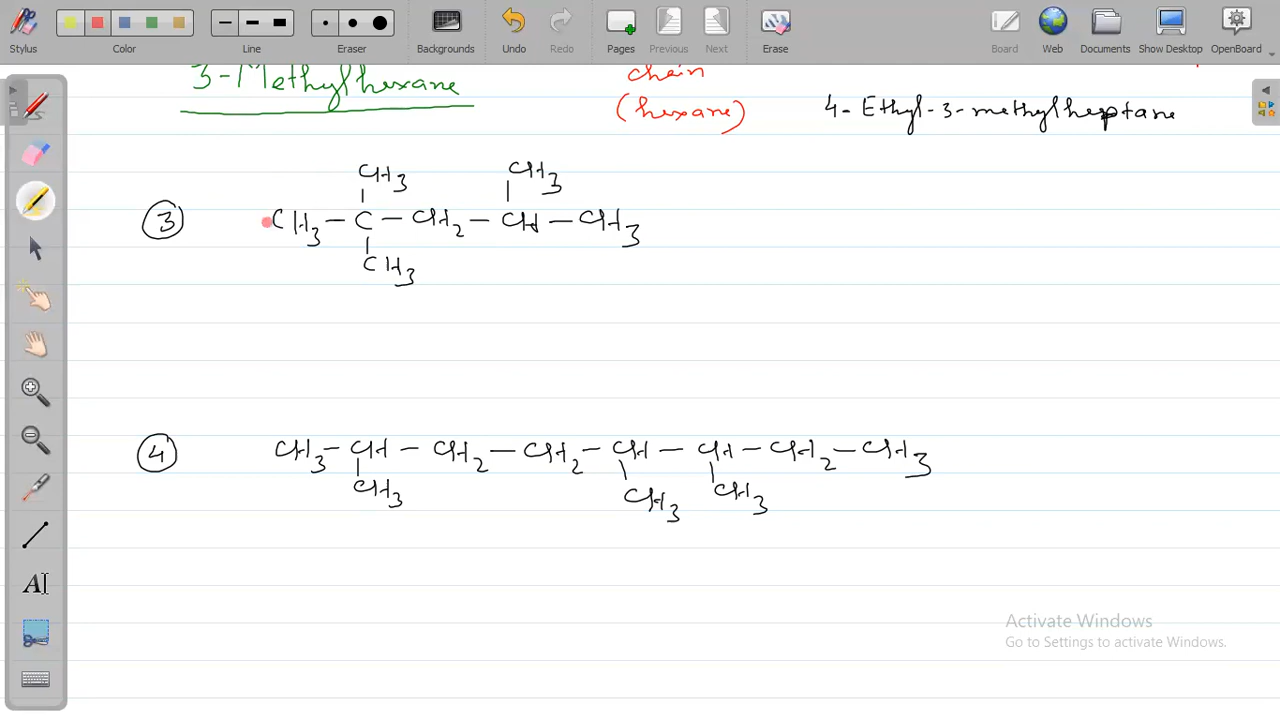 Stylus Color Line Eraser Backgrounds Undo Redo Pages Previous Next Erase Board Web Documents Show Desktop OpenBoard
3-Methylhexane
chein
(hexane)
4-Ethyl-3-methylheptane
CH3 CH3
3 CH3 - C - CH2 - CH - CH3
CH3
4 CH3 - CH - CH2 - CH2 - CH - CH - CH2 - CH3
CH3 CH3 CH3
Activate Windows
Go to Settings to activate Windows.